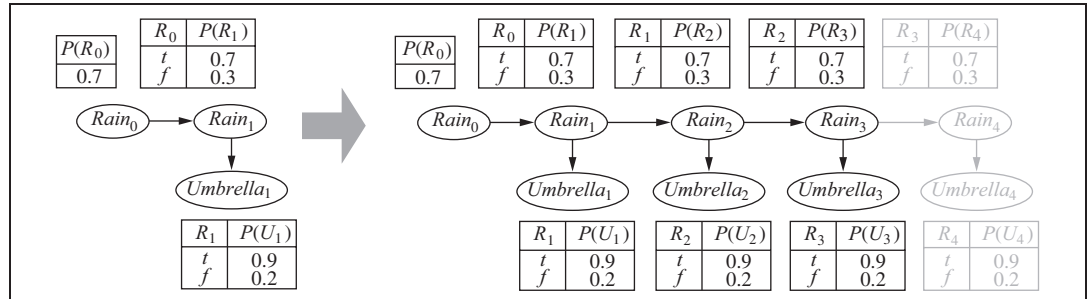 P(R₀)
0.7
R₀ P(R₁)
t 0.7
f 0.3
Rain₀ Rain₁
Umbrella₁
R₁ P(U₁)
t 0.9
f 0.2
P(R₀)
0.7
R₀ P(R₁)
t 0.7
f 0.3
R₁ P(R₂)
t 0.7
f 0.3
R₂ P(R₃)
t 0.7
f 0.3
R₃ P(R₄)
t 0.7
f 0.3
Rain₀ Rain₁ Rain₂ Rain₃ Rain₄
Umbrella₁ Umbrella₂ Umbrella₃ Umbrella₄
R₁ P(U₁)
t 0.9
f 0.2
R₂ P(U₂)
t 0.9
f 0.2
R₃ P(U₃)
t 0.9
f 0.2
R₄ P(U₄)
t 0.9
f 0.2